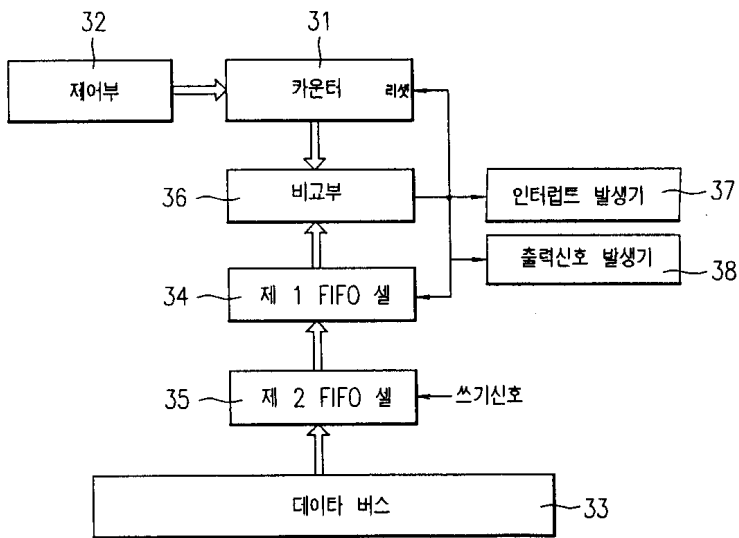 32
31
제어부
카운터
리셋
36
비교부
인터럽트 발생기
37
출력신호 발생기
38
34
제 1 FIFO 셀
35
제 2 FIFO 셀
쓰기신호
데이타 버스
33